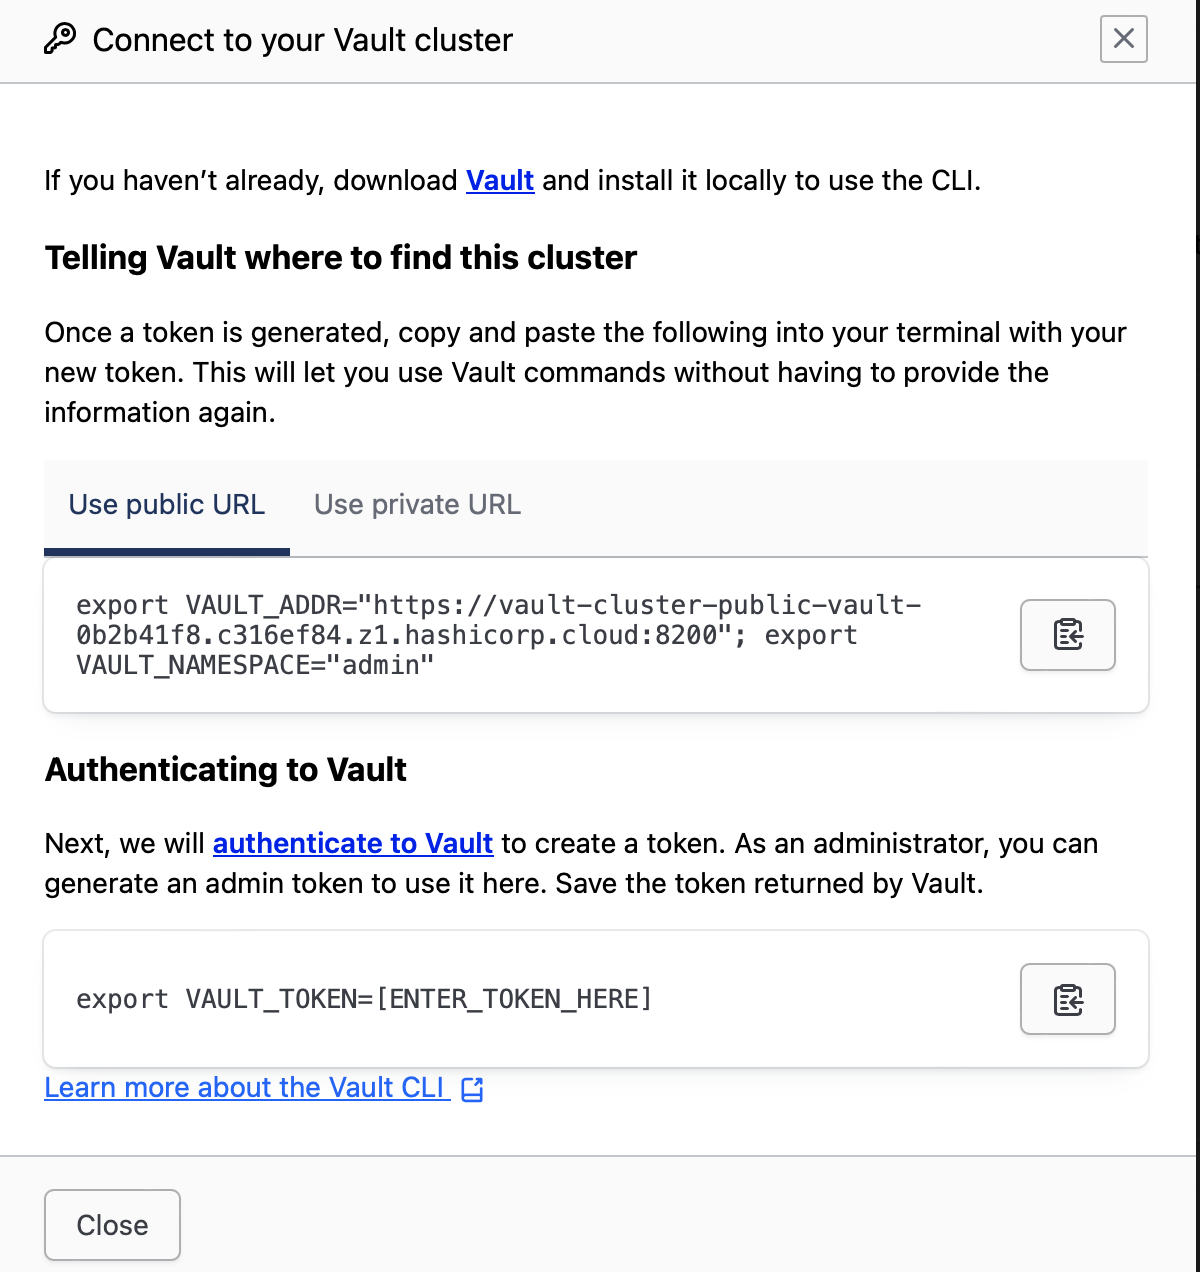 Connect to your Vault cluster
If you haven’t already, download Vault and install it locally to use the CLI.
Telling Vault where to find this cluster
Once a token is generated, copy and paste the following into your terminal with your
new token. This will let you use Vault commands without having to provide the
information again.
Use public URL
Use private URL
export VAULT_ADDR="https://vault-cluster-public-vault-
0b2b41f8.c316ef84.z1.hashicorp.cloud:8200"; export
VAULT_NAMESPACE="admin"
Authenticating to Vault
Next, we will authenticate to Vault to create a token. As an administrator, you can
generate an admin token to use it here. Save the token returned by Vault.
export VAULT_TOKEN=[ENTER_TOKEN_HERE]
Learn more about the Vault CLI
Close